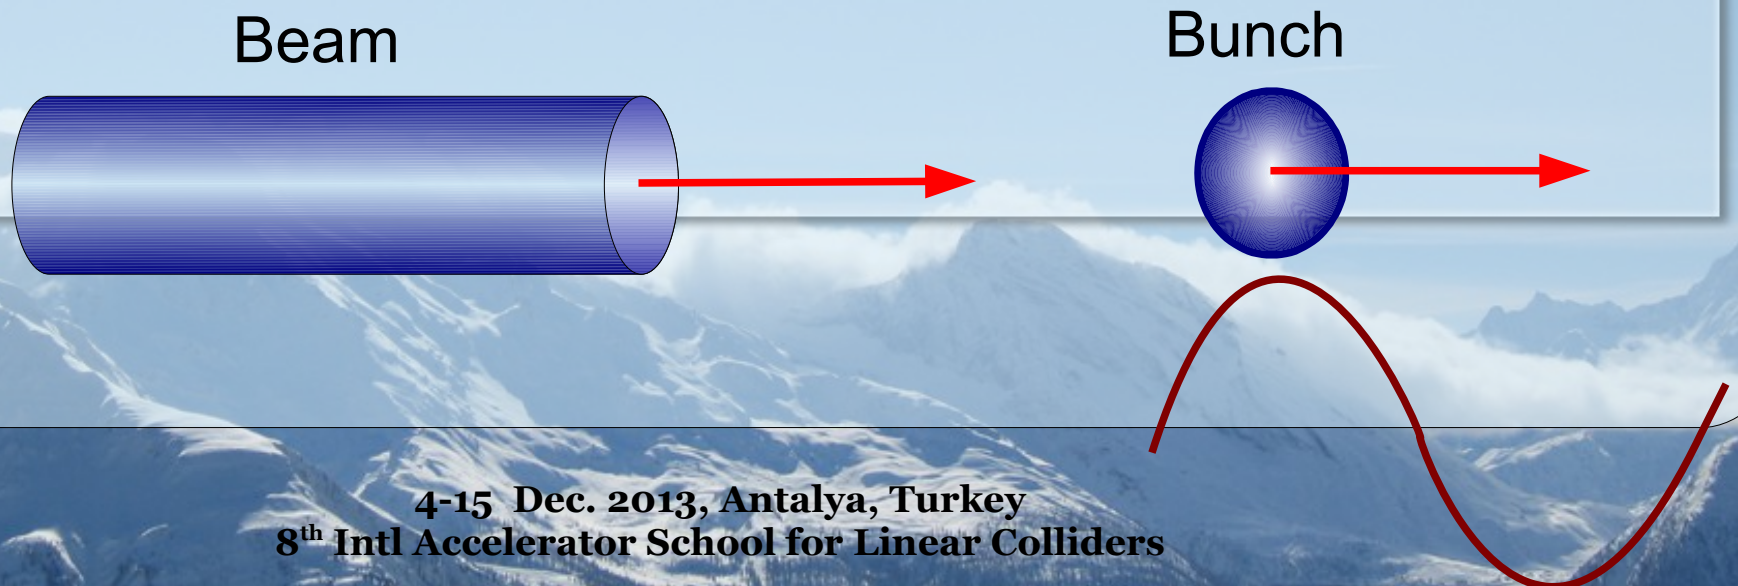 Beam
Bunch
4-15 Dec. 2013, Antalya, Turkey
8th Intl Accelerator School for Linear Colliders